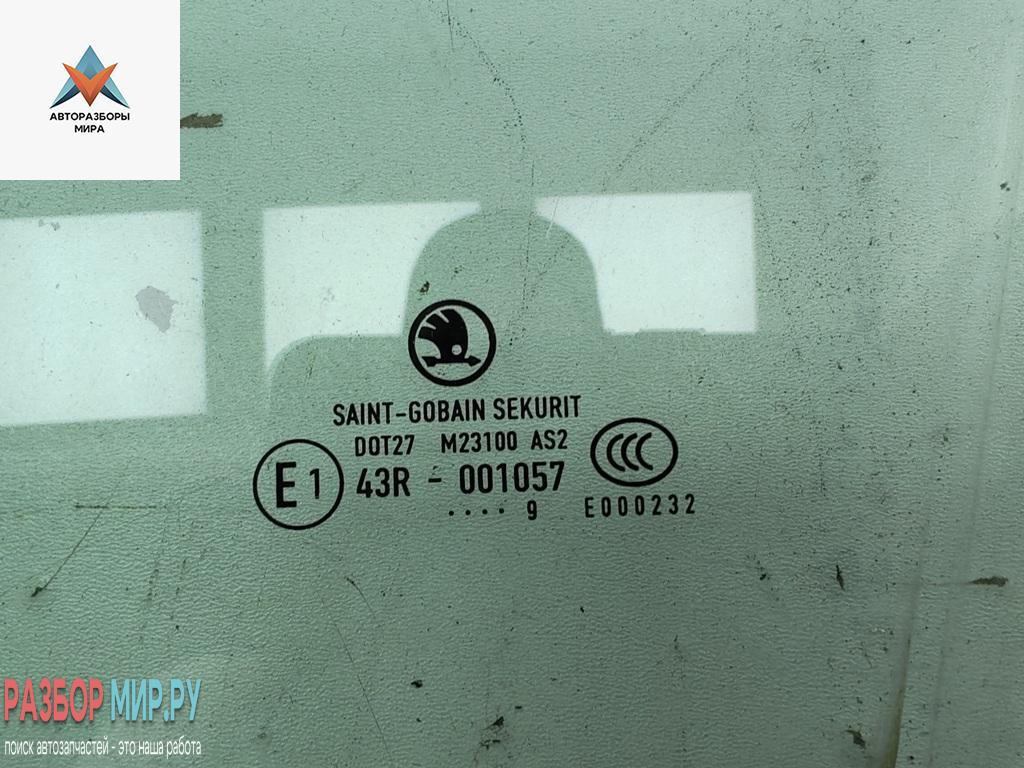 АВТОРАЗБОРЫ
МИРА
SAINT-GOBAIN SEKURIT
DOT27 M23100 AS2
E1 43R - 001057
CCC
.... 9 E000232
РАЗБОР МИР.РУ
поиск автозапчастей - это наша работа